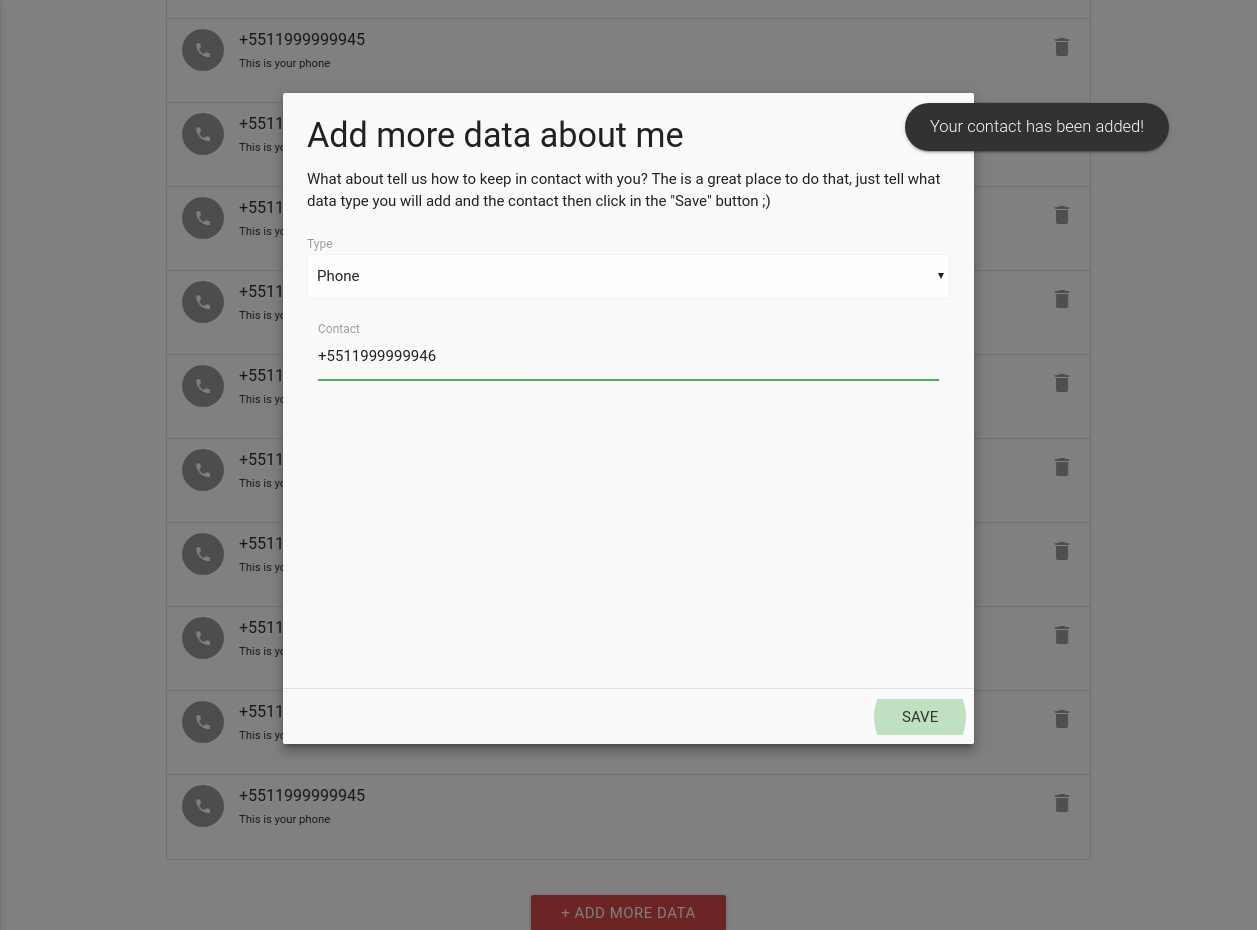 +5511999999945
This is your phone
Add more data about me
Your contact has been added!
What about tell us how to keep in contact with you? The is a great place to do that, just tell what
data type you will add and the contact then click in the "Save" button ;)
Type
Phone
Contact
+5511999999946
SAVE
+5511
This is yo
+5511
This is yo
+5511
This is yo
+5511
This is yo
+5511
This is yo
+5511
This is yo
+5511
This is yo
+5511
This is yo
+5511999999945
This is your phone
+ ADD MORE DATA